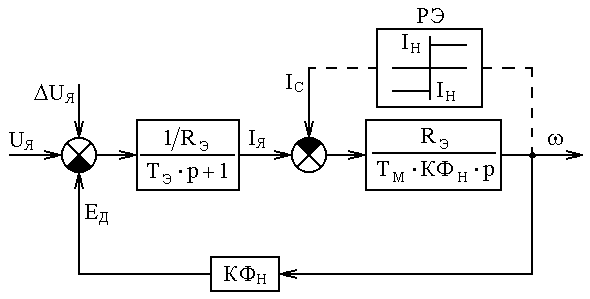 РЭ
I_Н
I_Н
I_С
ΔU_Я
U_Я
1/R_Э
T_Э·p+1
I_Я
R_Э
T_М·КФ_Н·p
ω
Е_Д
КФ_Н